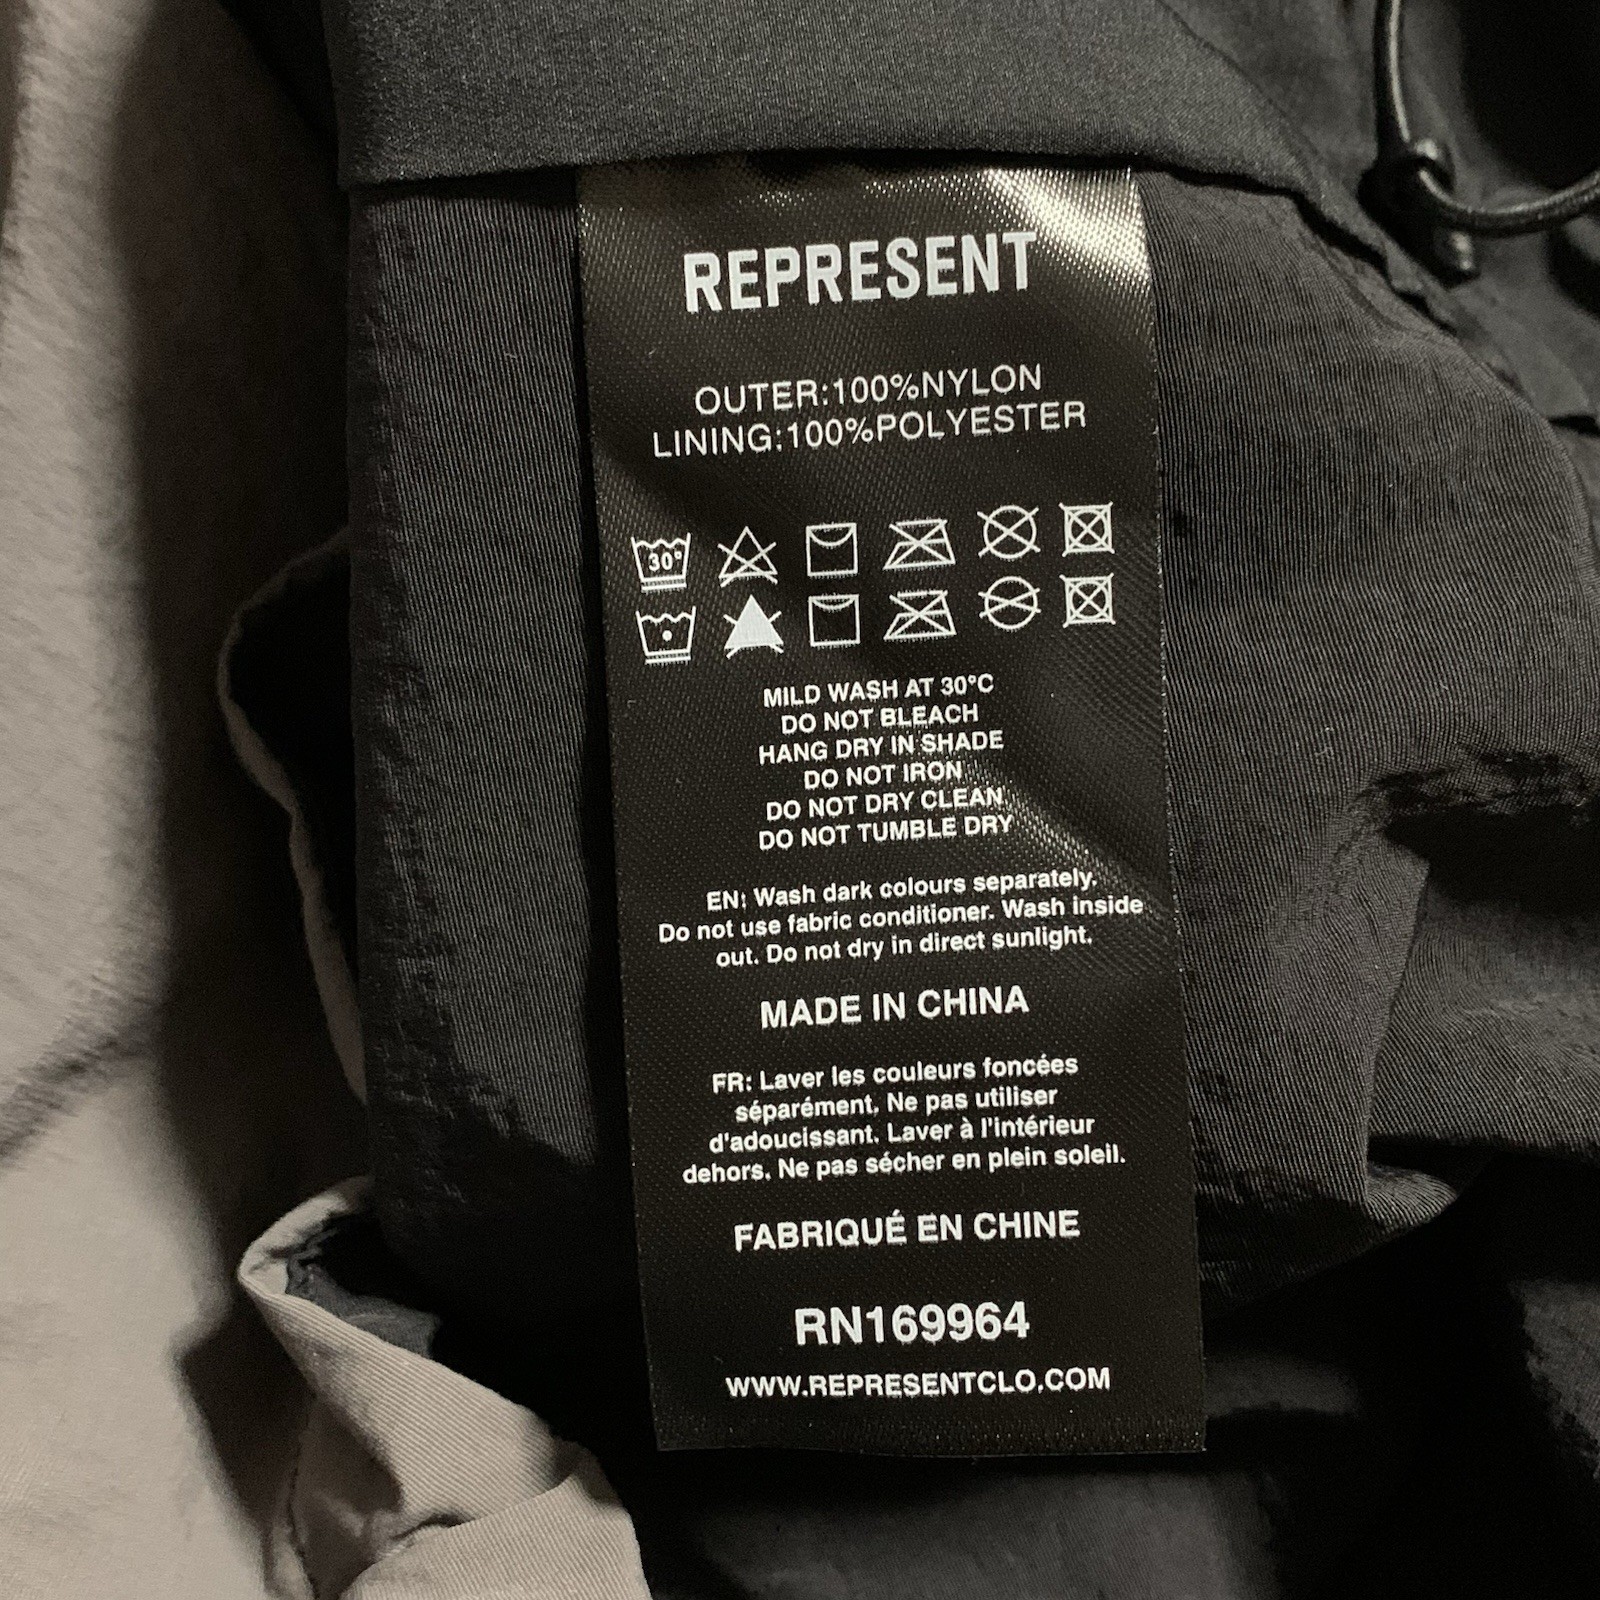 REPRESENT
OUTER:100%NYLON
LINING:100%POLYESTER
30°
MILD WASH AT 30°C
DO NOT BLEACH
HANG DRY IN SHADE
DO NOT IRON
DO NOT DRY CLEAN
DO NOT TUMBLE DRY
EN: Wash dark colours separately.
Do not use fabric conditioner. Wash inside
out. Do not dry in direct sunlight.
MADE IN CHINA
FR: Laver les couleurs foncées
séparément. Ne pas utiliser
d'adoucissant. Laver à l'intérieur
dehors. Ne pas sécher en plein soleil.
FABRIQUÉ EN CHINE
RN169964
WWW.REPRESENTCLO.COM